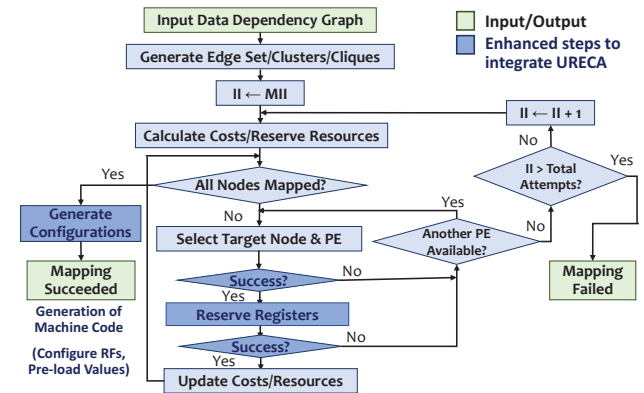 Input Data Dependency Graph
Input/Output
Enhanced steps to
integrate URECA
Generate Edge Set/Clusters/Cliques
II ← MII
II ← II + 1
Calculate Costs/Reserve Resources
No
II > Total
Attempts?
Yes
Yes
All Nodes Mapped?
Generate
Configurations
No
Yes
Select Target Node & PE
Another PE
Available?
No
Mapping
Succeeded
Success?
No
Mapping
Failed
Yes
Generation of
Machine Code
Reserve Registers
(Configure RFs,
Pre-load Values)
Success?
No
Yes
Update Costs/Resources